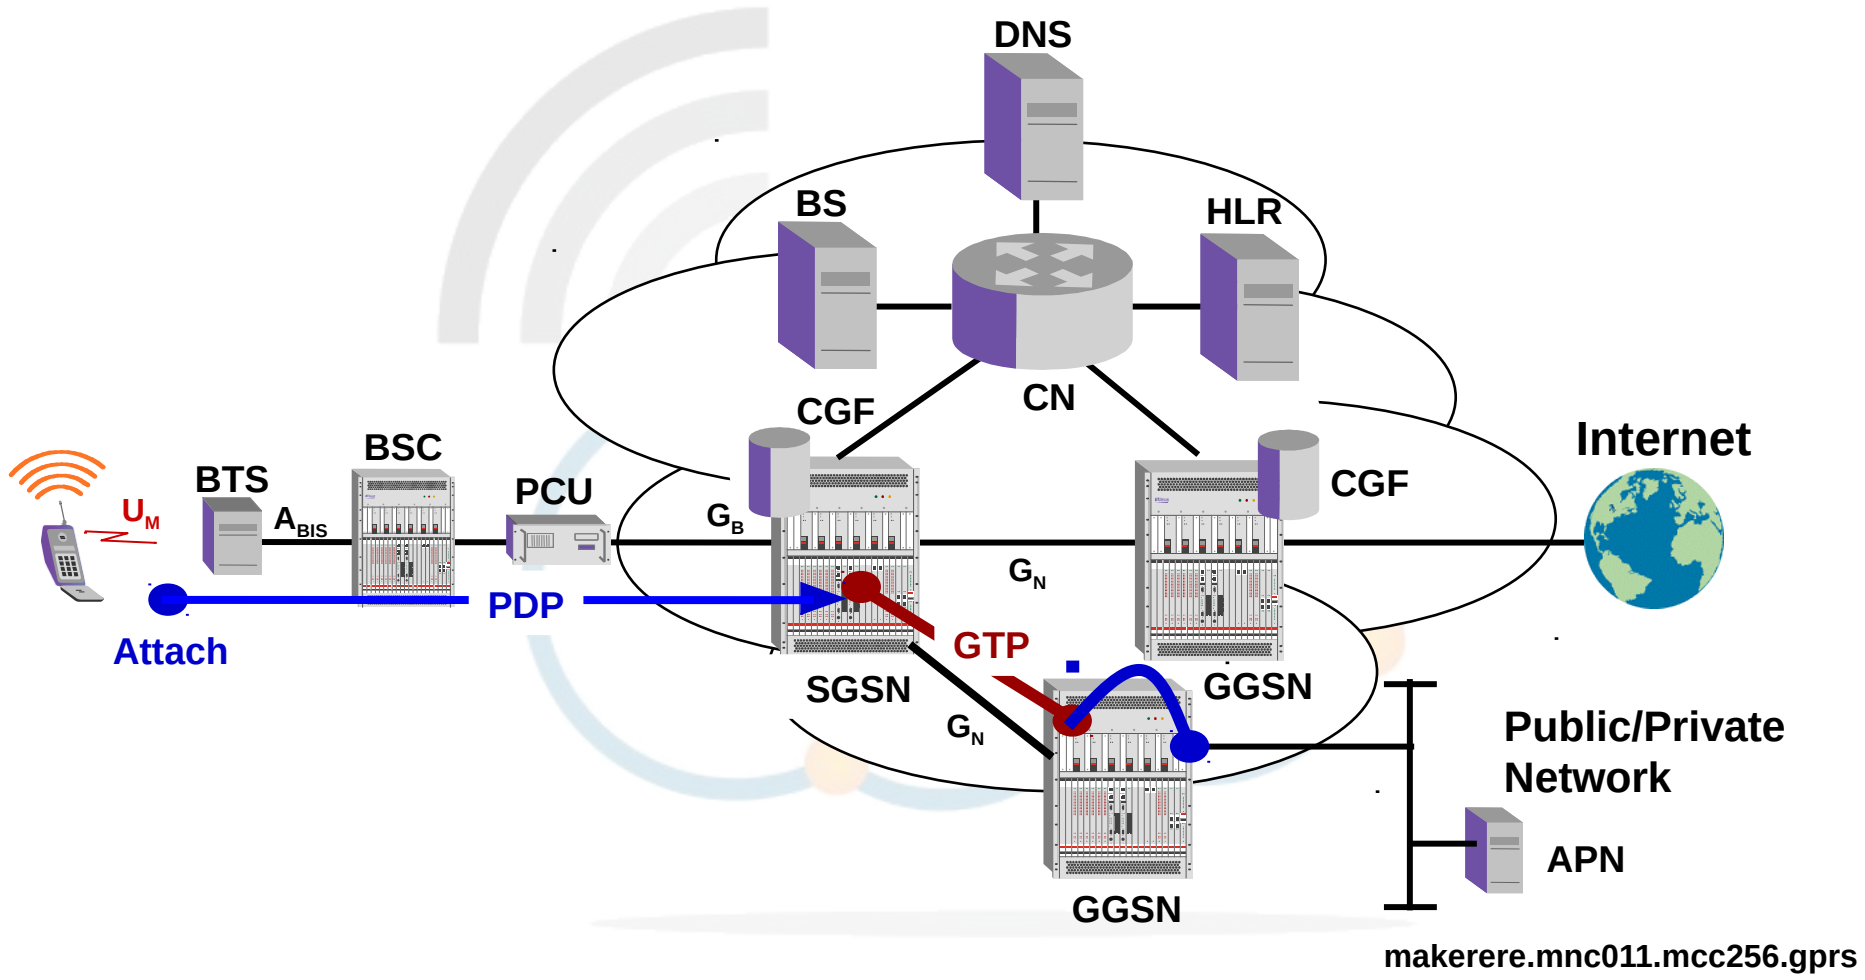 DNS
BS
HLR
CN
CGF
Internet
BSC
BTS
PCU
CGF
UM
ABIS
GB
GN
PDP
Attach
GTP
SGSN
GGSN
GN
Public/Private
Network
APN
GGSN
makerere.mnc011.mcc256.gprs